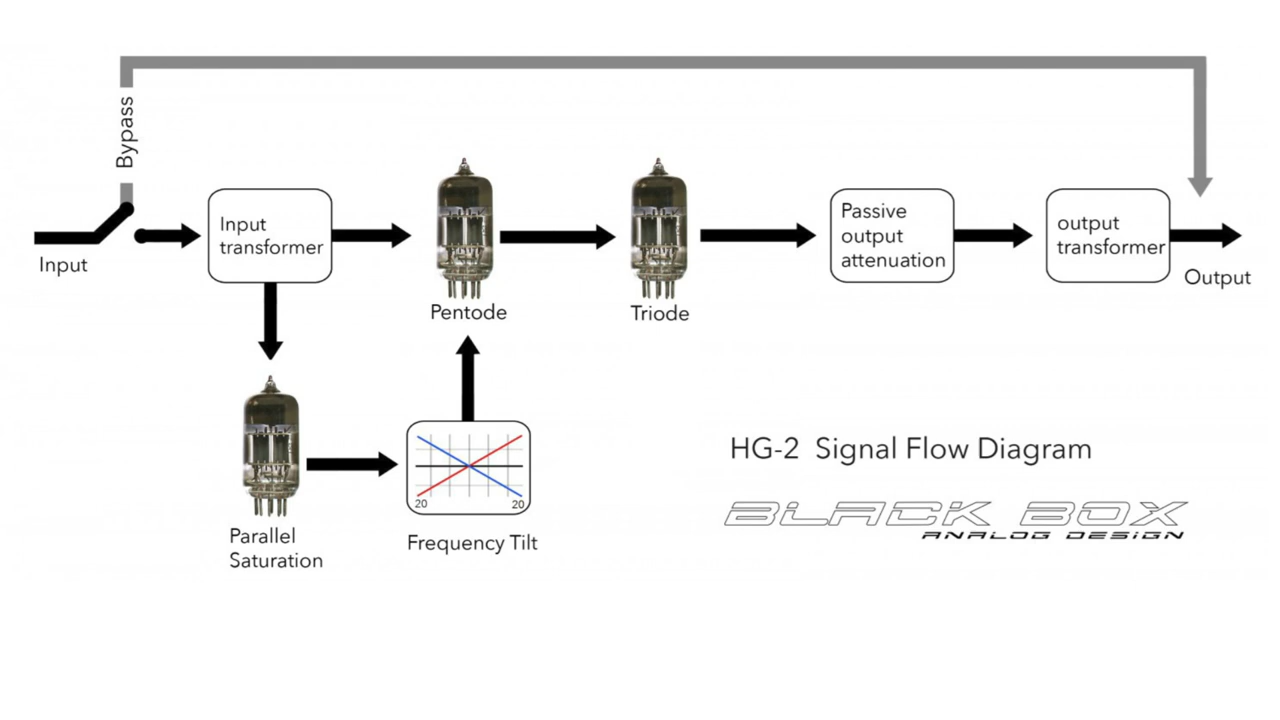 Bypass
Input
Input
transformer
Pentode
Triode
Passive
output
attenuation
output
transformer
Output
Parallel
Saturation
20
20
Frequency Tilt
HG-2 Signal Flow Diagram
BLACK BOX
ANALOG DESIGN